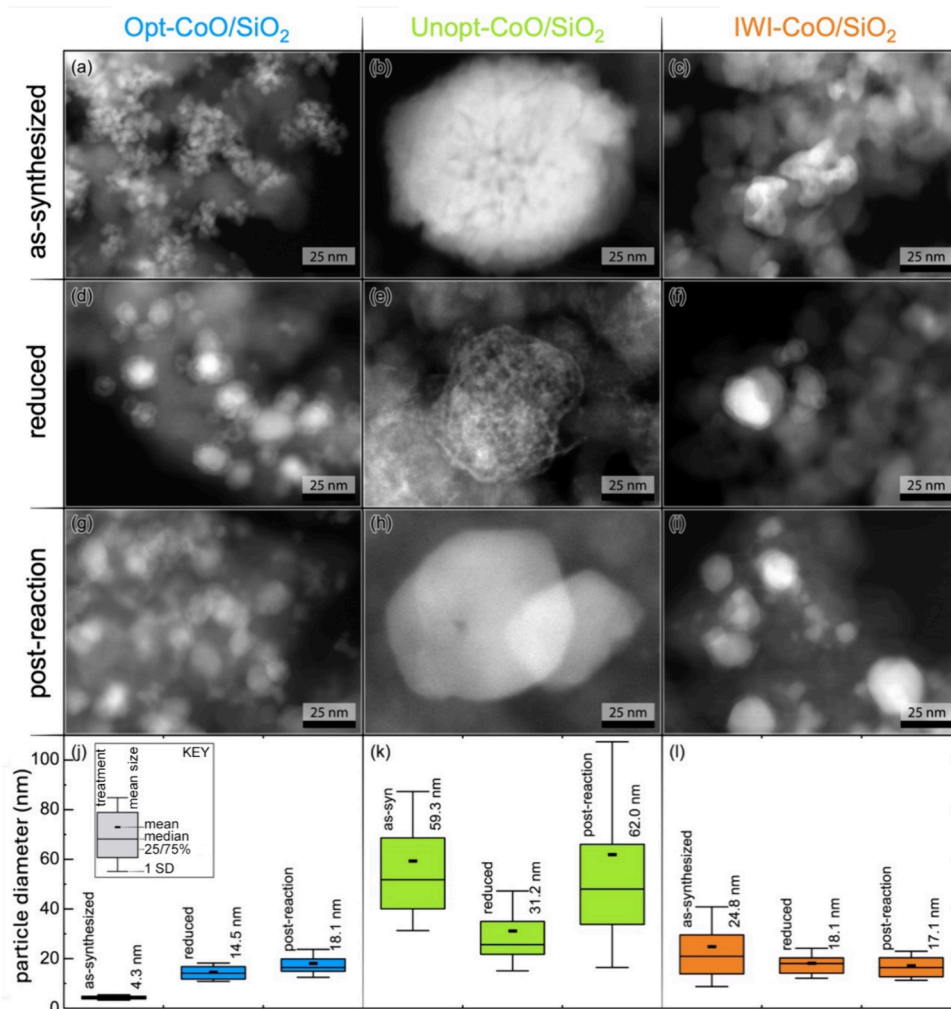 Opt-CoO/SiO₂ Unopt-CoO/SiO₂ IWI-CoO/SiO₂
as-synthesized
(a) 25 nm
(b) 25 nm
(c) 25 nm
reduced
(d) 25 nm
(e) 25 nm
(f) 25 nm
post-reaction
(g) 25 nm
(h) 25 nm
(i) 25 nm
particle diameter (nm)
100
80
60
40
20
0
(j)
KEY
treatment
mean size
mean
median
25/75%
1 SD
as-synthesized
4.3 nm
reduced
14.5 nm
post-reaction
18.1 nm
(k)
as-syn
59.3 nm
reduced
31.2 nm
post-reaction
62.0 nm
(l)
as-synthesized
24.8 nm
reduced
18.1 nm
post-reaction
17.1 nm